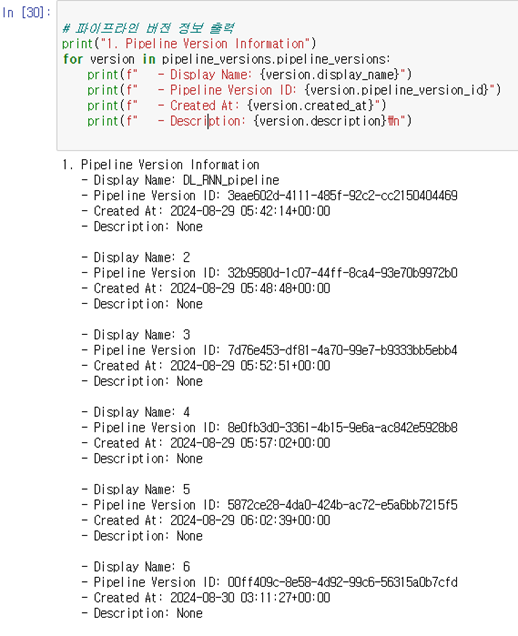 In [30]:
# 파이프라인 버전 정보 출력
print("1. Pipeline Version Information")
for version in pipeline_versions.pipeline_versions:
    print(f"   - Display Name: {version.display_name}")
    print(f"   - Pipeline Version ID: {version.pipeline_version_id}")
    print(f"   - Created At: {version.created_at}")
    print(f"   - Description: {version.description}₩n")
1. Pipeline Version Information
   - Display Name: DL_RNN_pipeline
   - Pipeline Version ID: 3eae602d-4111-485f-92c2-cc2150404469
   - Created At: 2024-08-29 05:42:14+00:00
   - Description: None

   - Display Name: 2
   - Pipeline Version ID: 32b9580d-1c07-44ff-8ca4-93e70b9972b0
   - Created At: 2024-08-29 05:48:48+00:00
   - Description: None

   - Display Name: 3
   - Pipeline Version ID: 7d76e453-df81-4a70-99e7-b9333bb5ebb4
   - Created At: 2024-08-29 05:52:51+00:00
   - Description: None

   - Display Name: 4
   - Pipeline Version ID: 8e0fb3d0-3361-4b15-9e6a-ac842e5928b8
   - Created At: 2024-08-29 05:57:02+00:00
   - Description: None

   - Display Name: 5
   - Pipeline Version ID: 5872ce28-4da0-424b-ac72-e5a6bb7215f5
   - Created At: 2024-08-29 06:02:39+00:00
   - Description: None

   - Display Name: 6
   - Pipeline Version ID: 00ff409c-8e58-4d92-99c6-56315a0b7cfd
   - Created At: 2024-08-30 03:11:27+00:00
   - Description: None